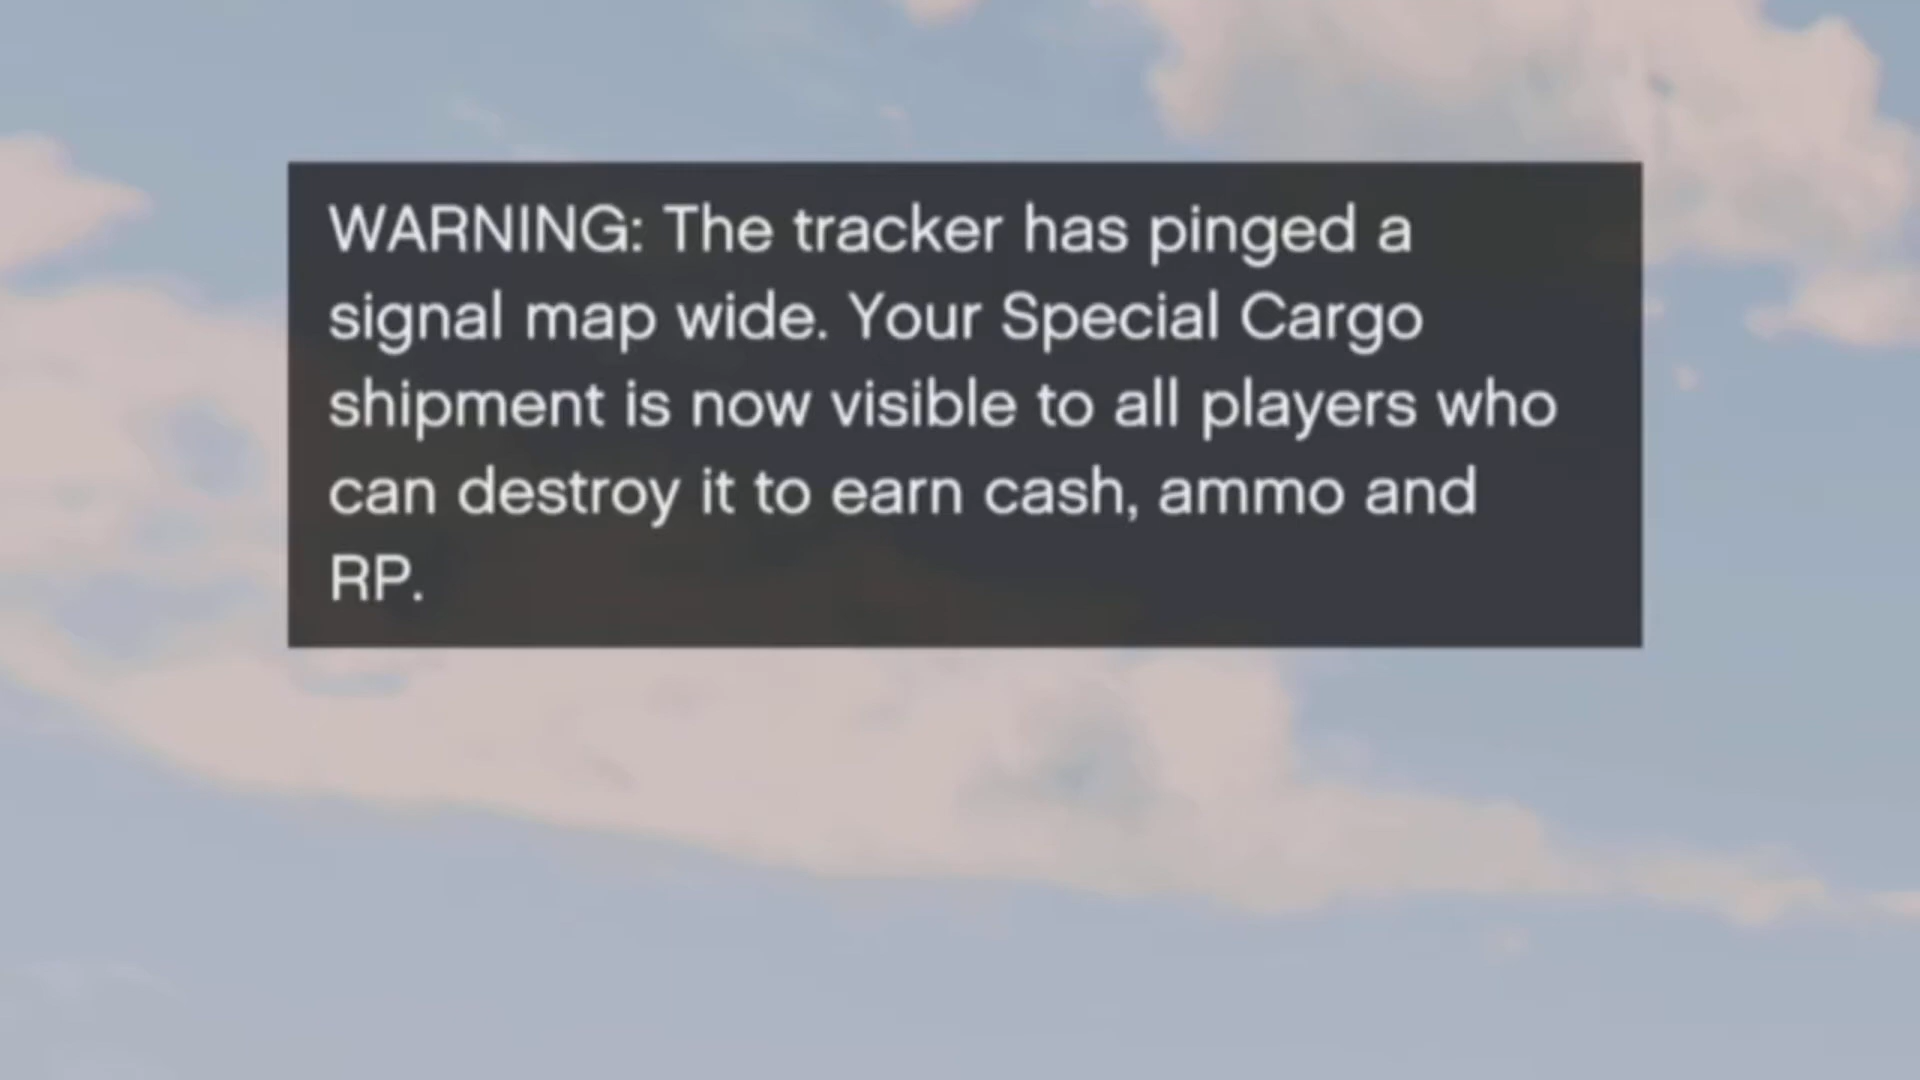 WARNING: The tracker has pinged a
signal map wide. Your Special Cargo
shipment is now visible to all players who
can destroy it to earn cash, ammo and
RP.